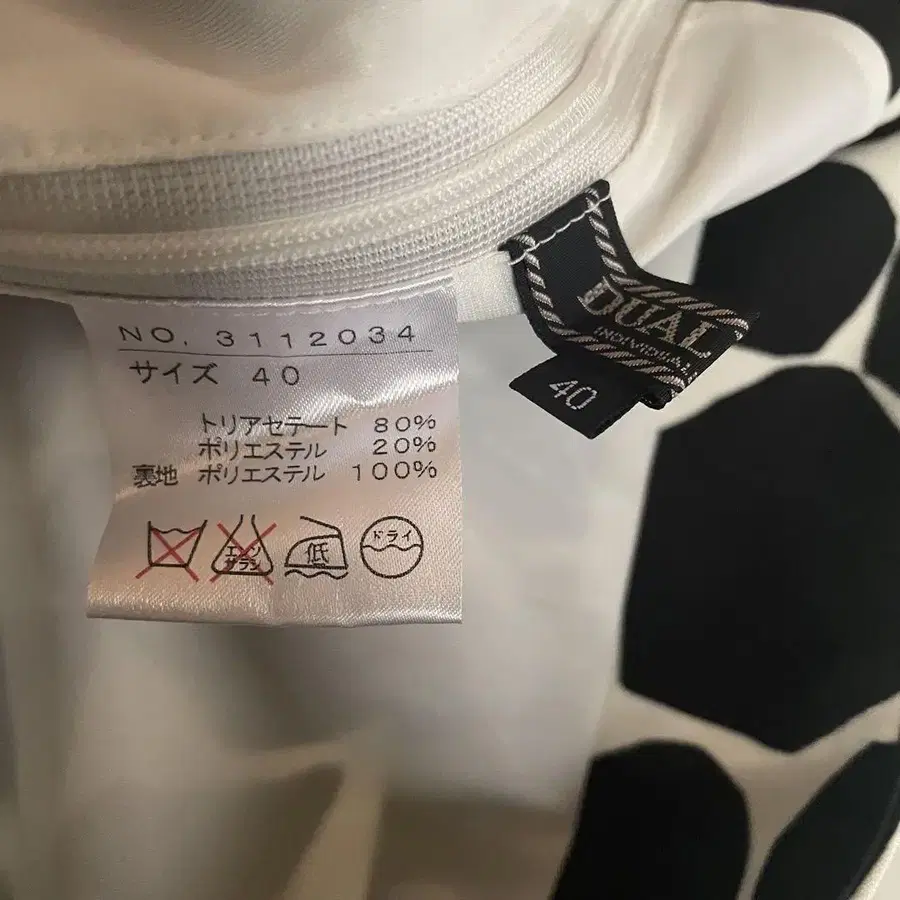 NO. 3112034
サイズ 40
トリアセテート 80%
ポリエステル 20%
裏地 ポリエステル 100%
エンソ
サラシ
低
ドライ
DUAL
INDIVIDUAL
40